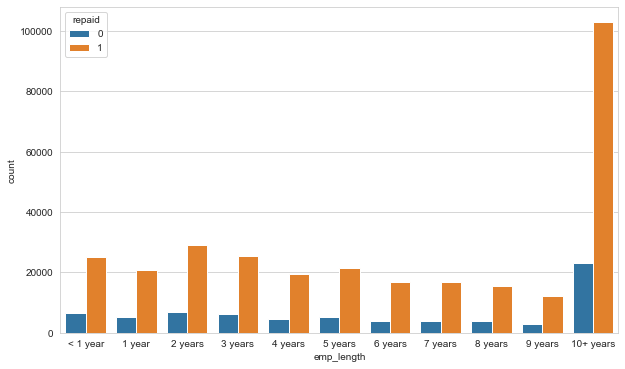 repaid
0
1
100000
80000
60000
40000
20000
0
count
< 1 year 1 year 2 years 3 years 4 years 5 years 6 years 7 years 8 years 9 years 10+ years
emp_length